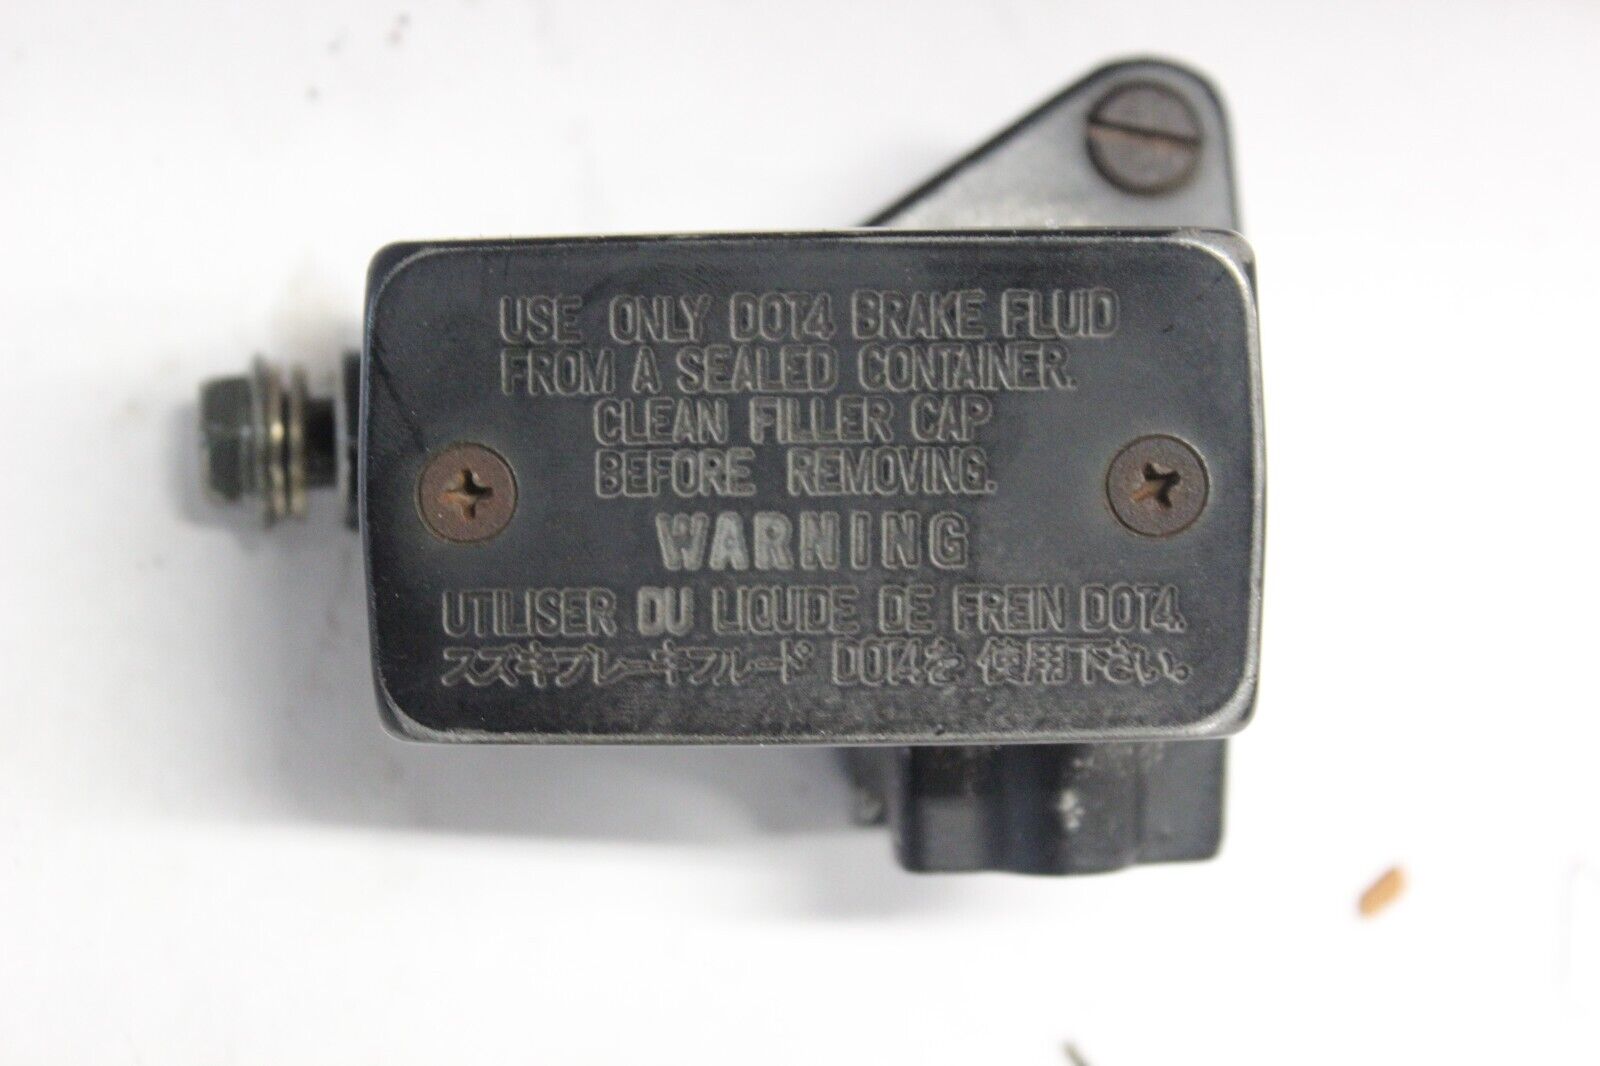 USE ONLY DOT4 BRAKE FLUID
FROM A SEALED CONTAINER.
CLEAN FILLER CAP
BEFORE REMOVING.
WARNING
UTILISER DU LIQUIDE DE FREIN DOT4.
スズキブレーキフルード DOT4を 使用下さい。